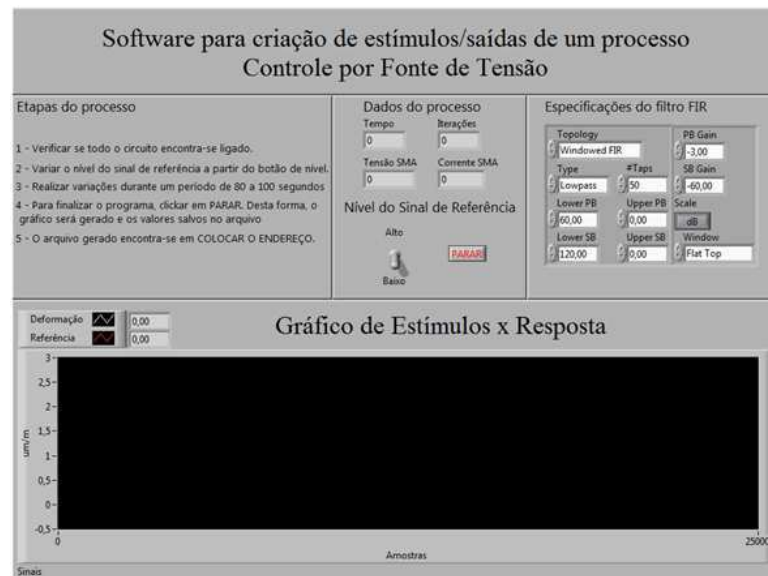 Software para criação de estímulos/saídas de um processo
Controle por Fonte de Tensão
Etapas do processo
1 - Verificar se todo o circuito encontra-se ligado.
2 - Variar o nível do sinal de referência a partir do botão de nível.
3 - Realizar variações durante um período de 80 a 100 segundos
4 - Para finalizar o programa, clickar em PARAR. Desta forma, o
gráfico será gerado e os valores salvos no arquivo
5 - O arquivo gerado encontra-se em COLOCAR O ENDEREÇO.
Dados do processo
Tempo Iterações
0 0
Tensão SMA Corrente SMA
0 0
Nível do Sinal de Referência
Alto
PARAR
Baixo
Especificações do filtro FIR
Topology PB Gain
Windowed FIR -3,00
Type #Taps SB Gain
Lowpass 50 -60,00
Lower PB Upper PB Scale
60,00 0,00 dB
Lower SB Upper SB Window
120,00 0,00 Flat Top
Deformação 0,00
Referência 0,00
Gráfico de Estímulos x Resposta
3
2,5
2
1,5
1
0,5
0
-0,5
um/m
0 25000
Amostras
Sinais